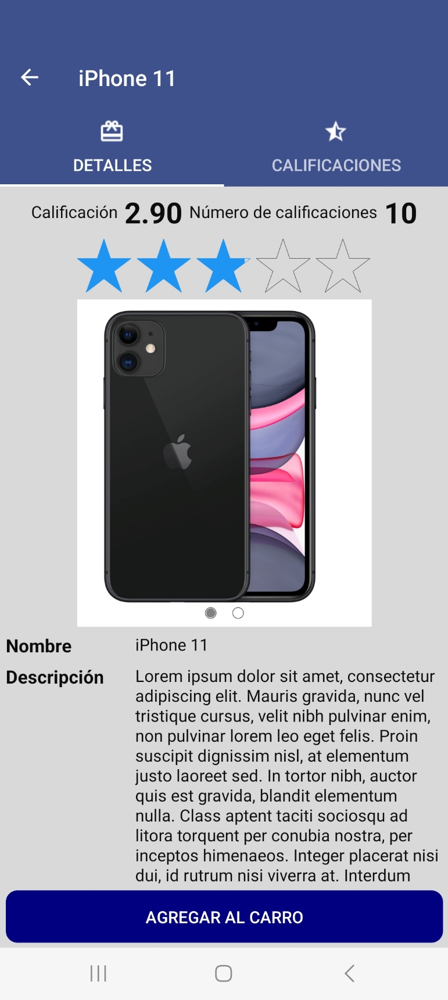 iPhone 11
DETALLES
CALIFICACIONES
Calificación 2.90 Número de calificaciones 10
Nombre
iPhone 11
Descripción
Lorem ipsum dolor sit amet, consectetur
adipiscing elit. Mauris gravida, nunc vel
tristique cursus, velit nibh pulvinar enim,
non pulvinar lorem leo eget felis. Proin
suscipit dignissim nisl, at elementum
justo laoreet sed. In tortor nibh, auctor
quis est gravida, blandit elementum
nulla. Class aptent taciti sociosqu ad
litora torquent per conubia nostra, per
inceptos himenaeos. Integer placerat nisi
dui, id rutrum nisi viverra at. Interdum
AGREGAR AL CARRO